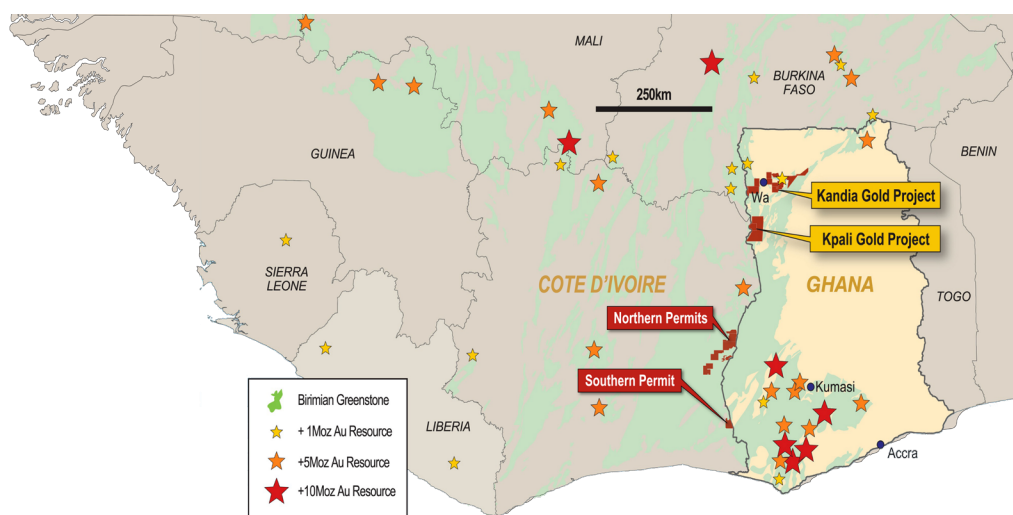 MALI
BURKINA
FASO
250km
GUINEA
BENIN
Wa
Kandia Gold Project
Kpali Gold Project
SIERRA
LEONE
COTE D'IVOIRE
GHANA
TOGO
Northern Permits
Southern Permit
Kumasi
LIBERIA
Accra
Birimian Greenstone
+ 1Moz Au Resource
+5Moz Au Resource
+10Moz Au Resource